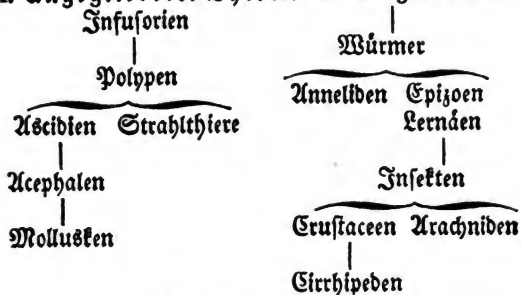 Infuſorien
Polypen
Aſcidien Strahlthiere
Acephalen
Mollusken
Würmer
Anneliden Epizoen
Lernäen
Inſekten
Cruſtaceen Arachniden
Cirrhipeden